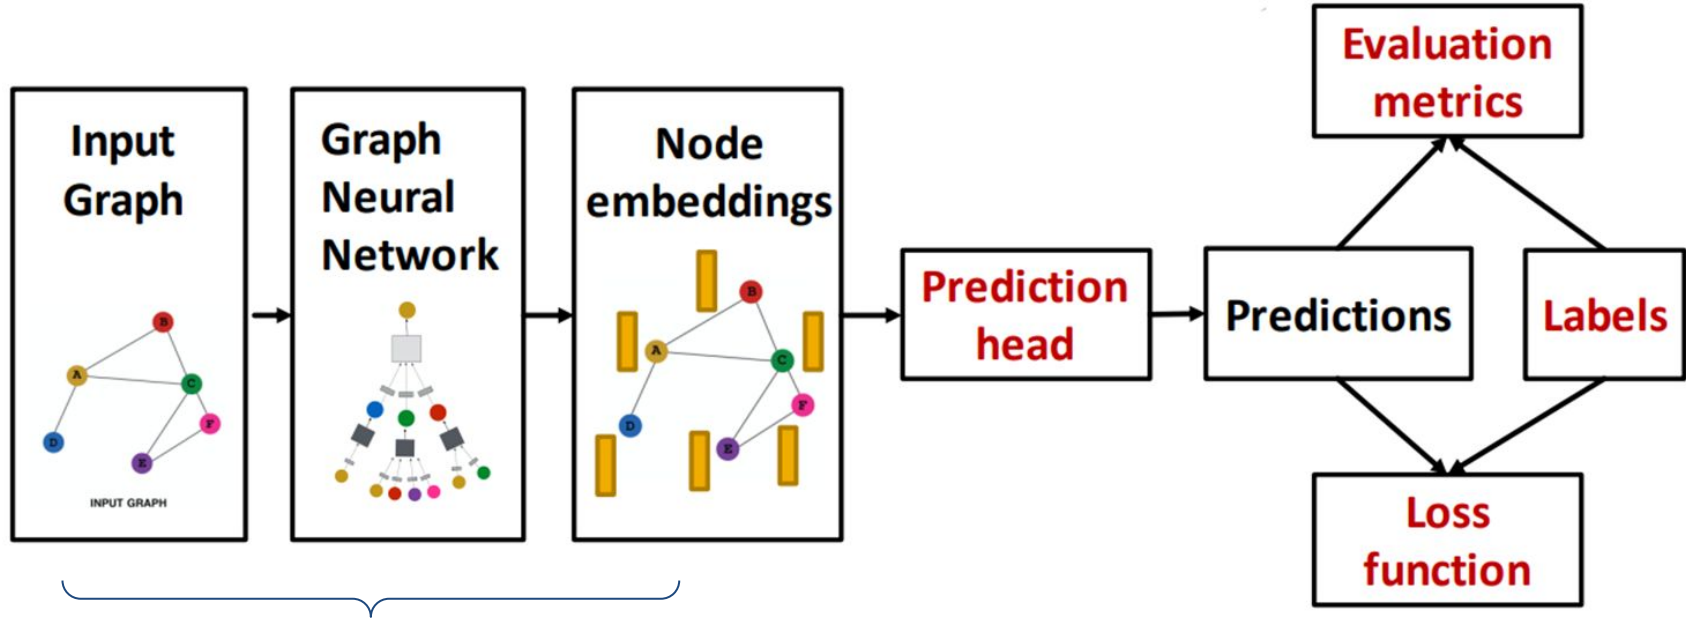 Input
Graph
B
A
C
F
D
E
INPUT GRAPH
Graph
Neural
Network
Node
embeddings
B
A
C
F
D
E
Prediction
head
Predictions
Labels
Evaluation
metrics
Loss
function